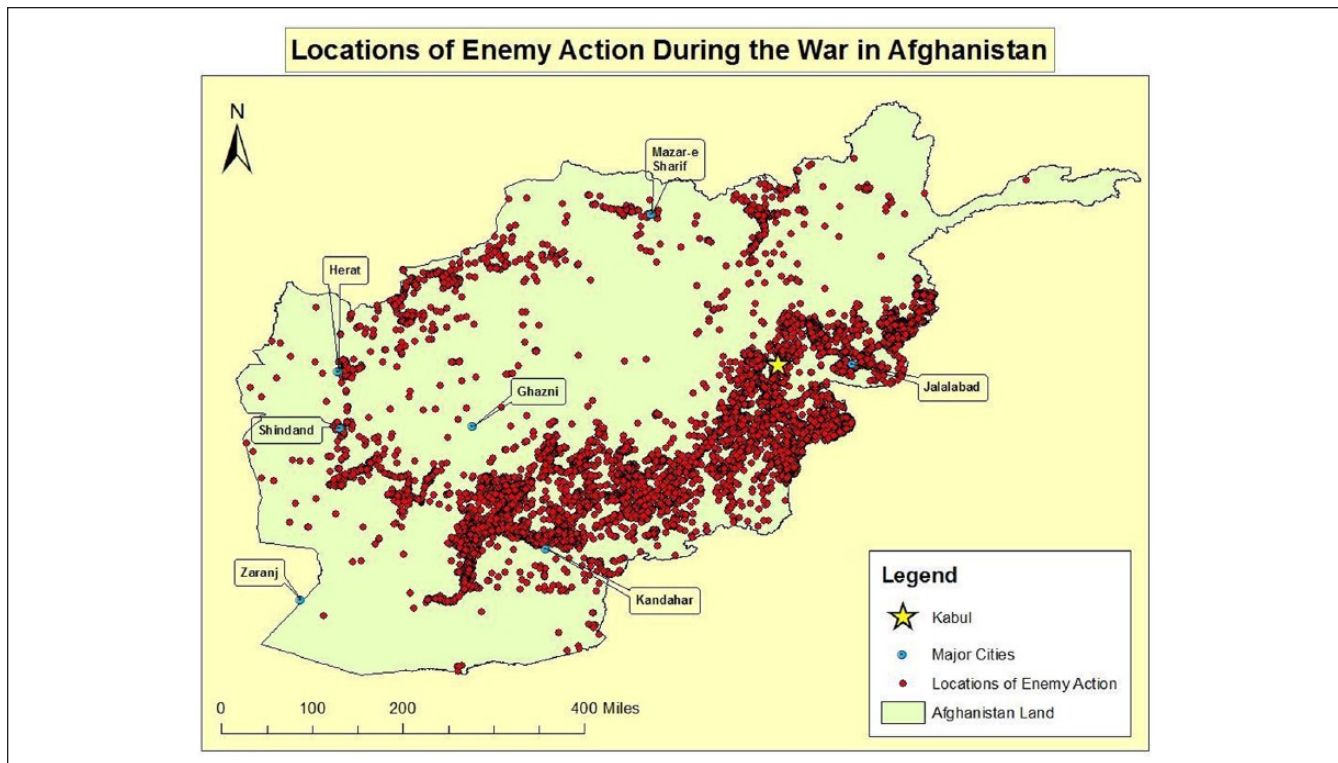 Locations of Enemy Action During the War in Afghanistan
N
Mazar-e
Sharif
Herat
Ghazni
Jalalabad
Shindand
Zaranj
Kandahar
Legend
Kabul
Major Cities
Locations of Enemy Action
Afghanistan Land
0 100 200 400 Miles